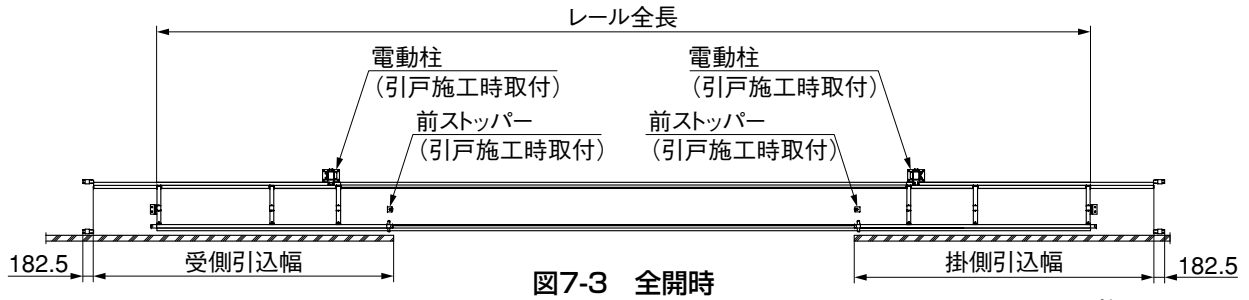 レール全長
電動柱
(引戸施工時取付)
電動柱
(引戸施工時取付)
前ストッパー
(引戸施工時取付)
前ストッパー
(引戸施工時取付)
182.5
受側引込幅
掛側引込幅
182.5
図7-3 全開時